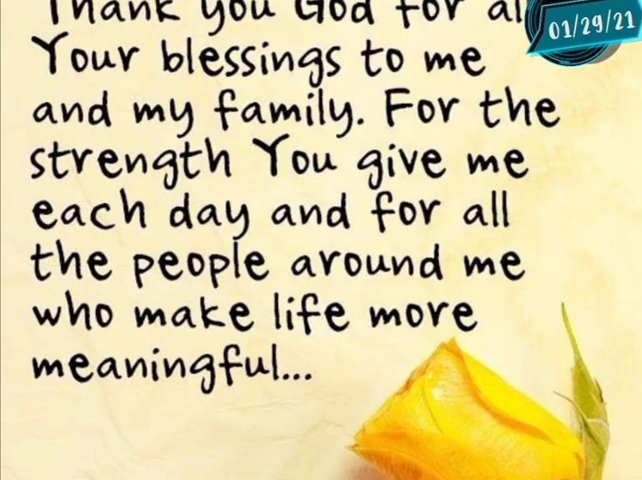 Thank you God for al
01/29/21
Your blessings to me
and my family. For the
strength You give me
each day and for all
the people around me
who make life more
meaningful...